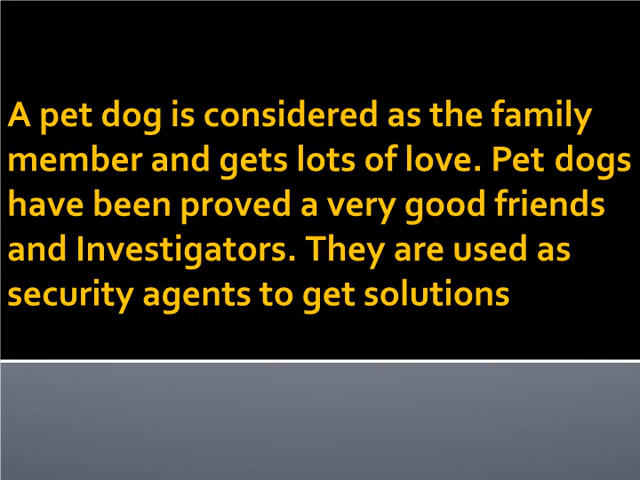 A pet dog is considered as the family
member and gets lots of love. Pet dogs
have been proved a very good friends
and Investigators. They are used as
security agents to get solutions